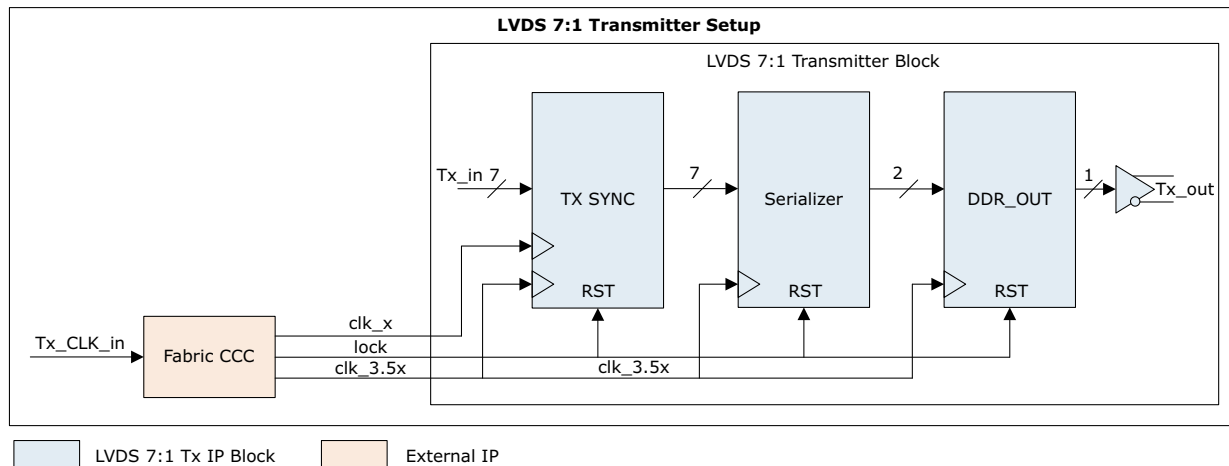 LVDS 7:1 Transmitter Setup
LVDS 7:1 Transmitter Block
Tx_in 7
TX SYNC
RST
7
Serializer
RST
2
DDR_OUT
RST
1
Tx_out
Tx_CLK_in
Fabric CCC
clk_x
lock
clk_3.5x
clk_3.5x
LVDS 7:1 Tx IP Block
External IP